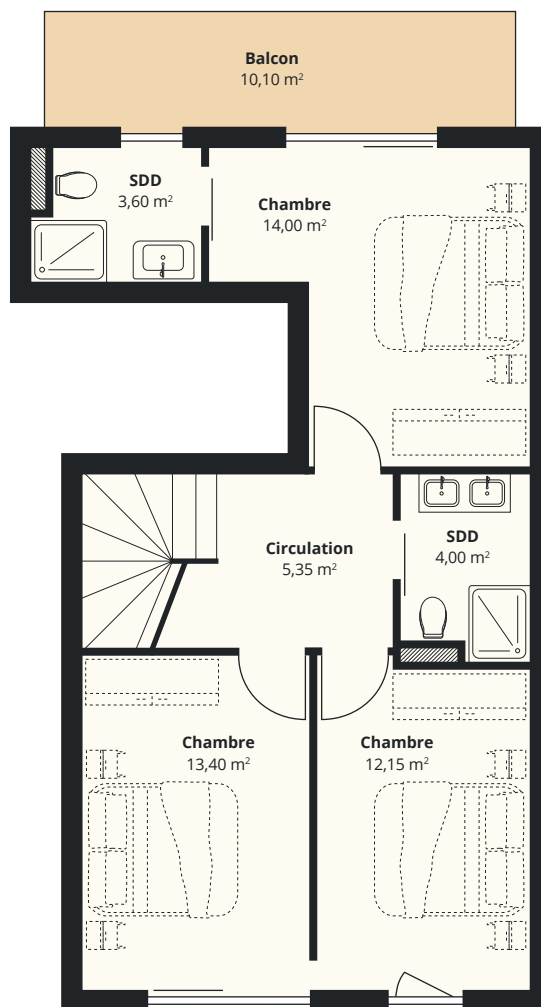 Balcon
10,10 m²
SDD
3,60 m²
Chambre
14,00 m²
Circulation
5,35 m²
SDD
4,00 m²
Chambre
13,40 m²
Chambre
12,15 m²